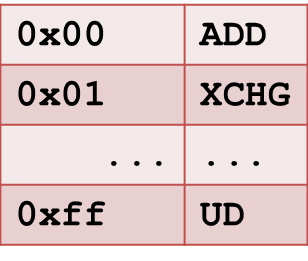 0x00 ADD
0x01 XCHG
... ...
0xff UD